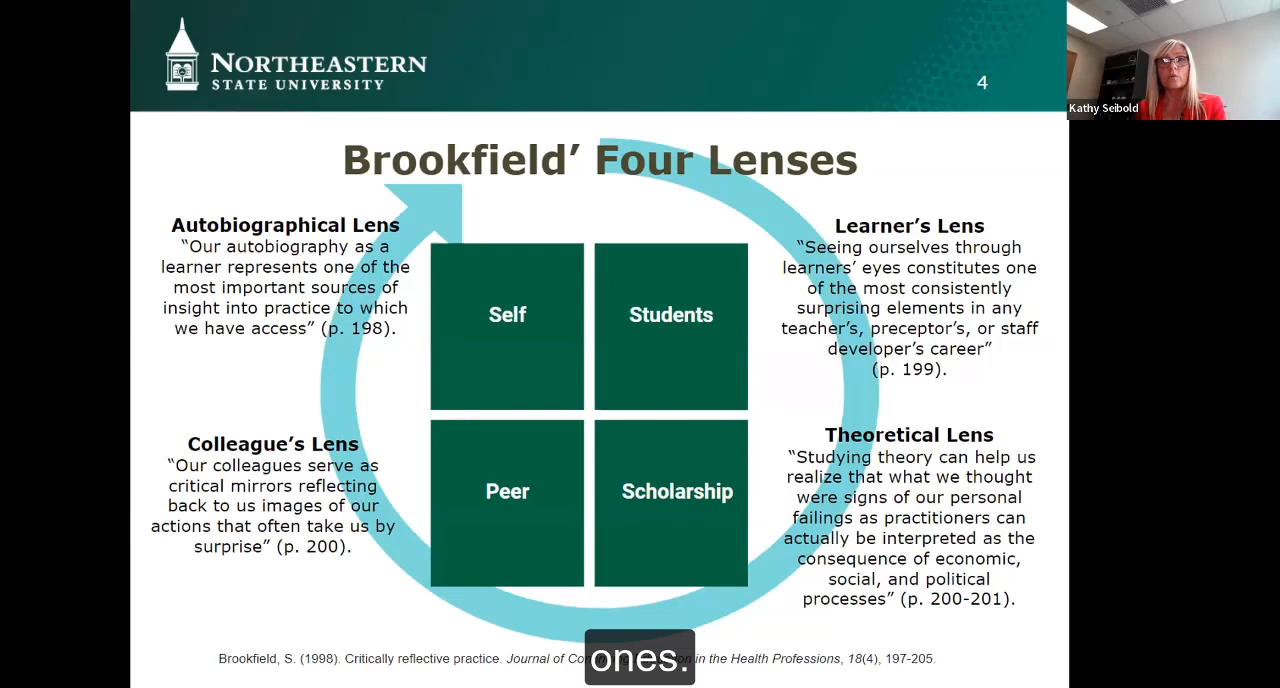 NORTHEASTERN
STATE UNIVERSITY
4
Kathy Seibold
Brookfield’ Four Lenses
Autobiographical Lens
“Our autobiography as a
learner represents one of the
most important sources of
insight into practice to which
we have access” (p. 198).
Learner’s Lens
“Seeing ourselves through
learners’ eyes constitutes one
of the most consistently
surprising elements in any
teacher’s, preceptor’s, or staff
developer’s career”
(p. 199).
Self
Students
Colleague’s Lens
“Our colleagues serve as
critical mirrors reflecting
back to us images of our
actions that often take us by
surprise” (p. 200).
Peer
Scholarship
Theoretical Lens
“Studying theory can help us
realize that what we thought
were signs of our personal
failings as practitioners can
actually be interpreted as the
consequence of economic,
social, and political
processes” (p. 200-201).
Brookfield, S. (1998). Critically reflective practice. Journal of in the Health Professions, 18(4), 197-205.
ones.